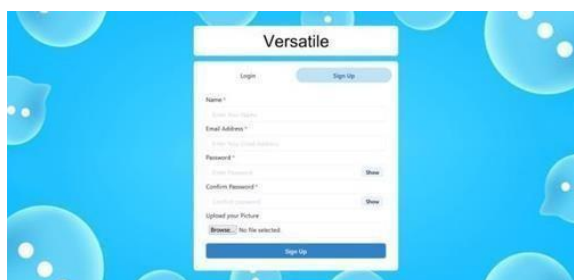 Versatile
Login Sign Up
Name *
Enter Your Name
Email Address *
Enter Your Email Address
Password *
Enter Password Show
Confirm Password *
Confirm password Show
Upload your Picture
Browse... No file selected.
Sign Up